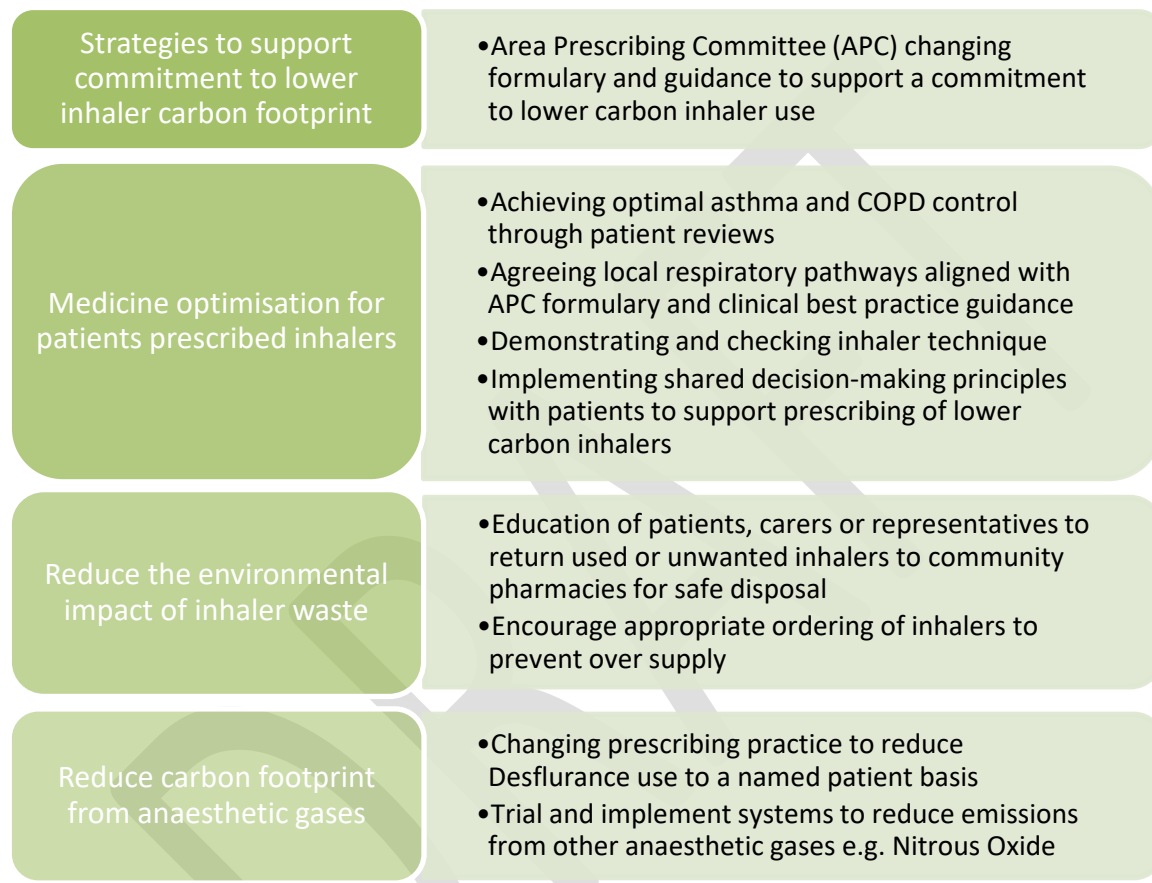 Strategies to support
commitment to lower
inhaler carbon footprint
•Area Prescribing Committee (APC) changing
formulary and guidance to support a commitment
to lower carbon inhaler use
Medicine optimisation for
patients prescribed inhalers
•Achieving optimal asthma and COPD control
through patient reviews
•Agreeing local respiratory pathways aligned with
APC formulary and clinical best practice guidance
•Demonstrating and checking inhaler technique
•Implementing shared decision-making principles
with patients to support prescribing of lower
carbon inhalers
Reduce the environmental
impact of inhaler waste
•Education of patients, carers or representatives to
return used or unwanted inhalers to community
pharmacies for safe disposal
•Encourage appropriate ordering of inhalers to
prevent over supply
Reduce carbon footprint
from anaesthetic gases
•Changing prescribing practice to reduce
Desflurance use to a named patient basis
•Trial and implement systems to reduce emissions
from other anaesthetic gases e.g. Nitrous Oxide
DRAFT